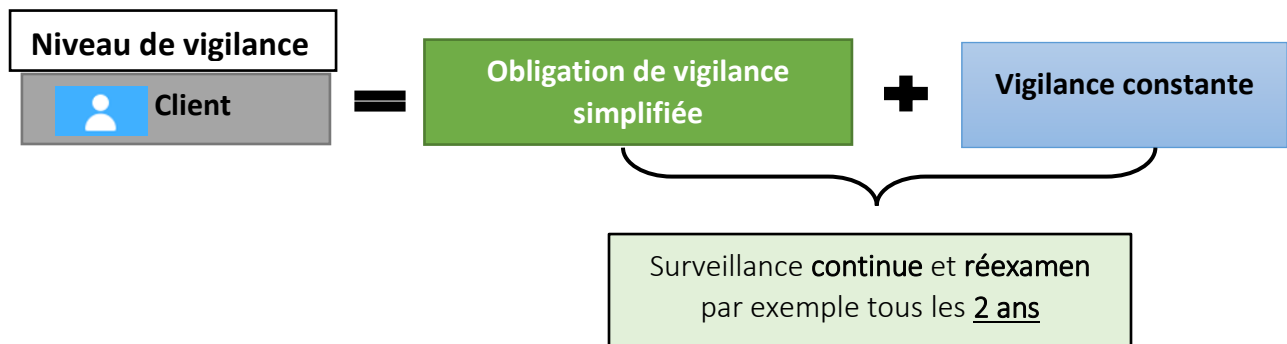 Niveau de vigilance
Client
=
Obligation de vigilance
simplifiée
+
Vigilance constante
Surveillance continue et réexamen
par exemple tous les 2 ans